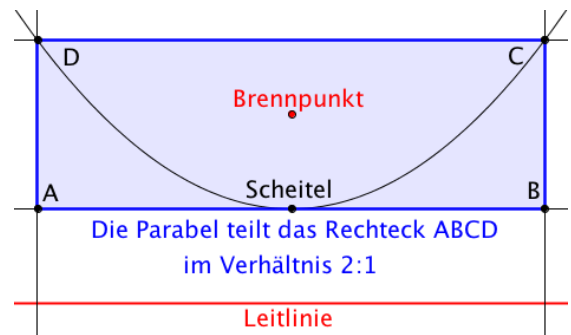 D
C
Brennpunkt
A
Scheitel
B
Die Parabel teilt das Rechteck ABCD
im Verhältnis 2:1
Leitlinie